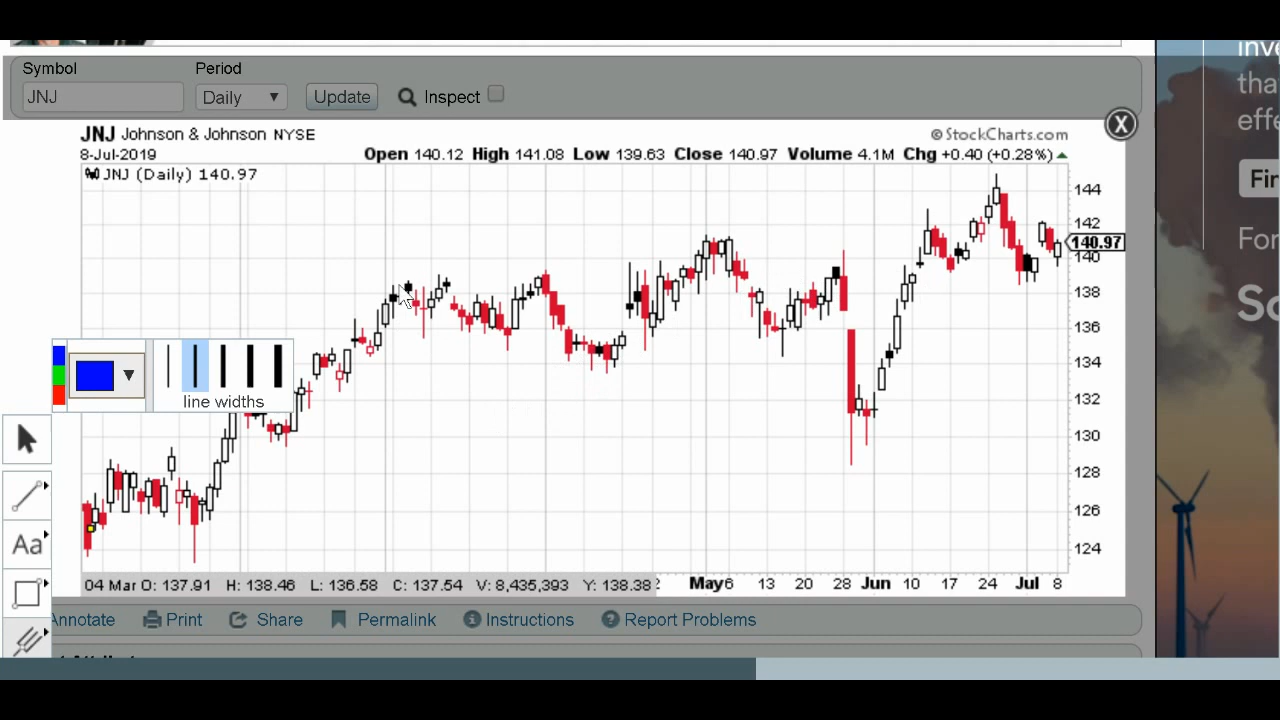 Symbol
Period
JNJ
Daily
Update
Inspect
X
JNJ Johnson & Johnson NYSE
© StockCharts.com
8-Jul-2019
Open 140.12 High 141.08 Low 139.63 Close 140.97 Volume 4.1M Chg +0.40 (+0.28%)
JNJ (Daily) 140.97
144
142
140.97
140
138
136
134
132
130
128
126
124
line widths
Aa
04 Mar O: 137.91 H: 138.46 L: 136.58 C: 137.54 V: 8,435,393 Y: 138.38
May 6 13 20 28 Jun 10 17 24 Jul 8
Annotate
Print
Share
Permalink
Instructions
Report Problems